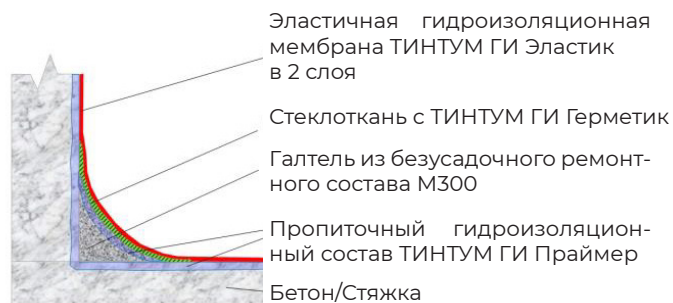 Эластичная гидроизоляционная
мембрана ТИНТУМ ГИ Эластик
в 2 слоя
Стеклоткань с ТИНТУМ ГИ Герметик
Галтель из безусадочного ремонт-
ного состава М300
Пропиточный гидроизоляцион-
ный состав ТИНТУМ ГИ Праймер
Бетон/Стяжка